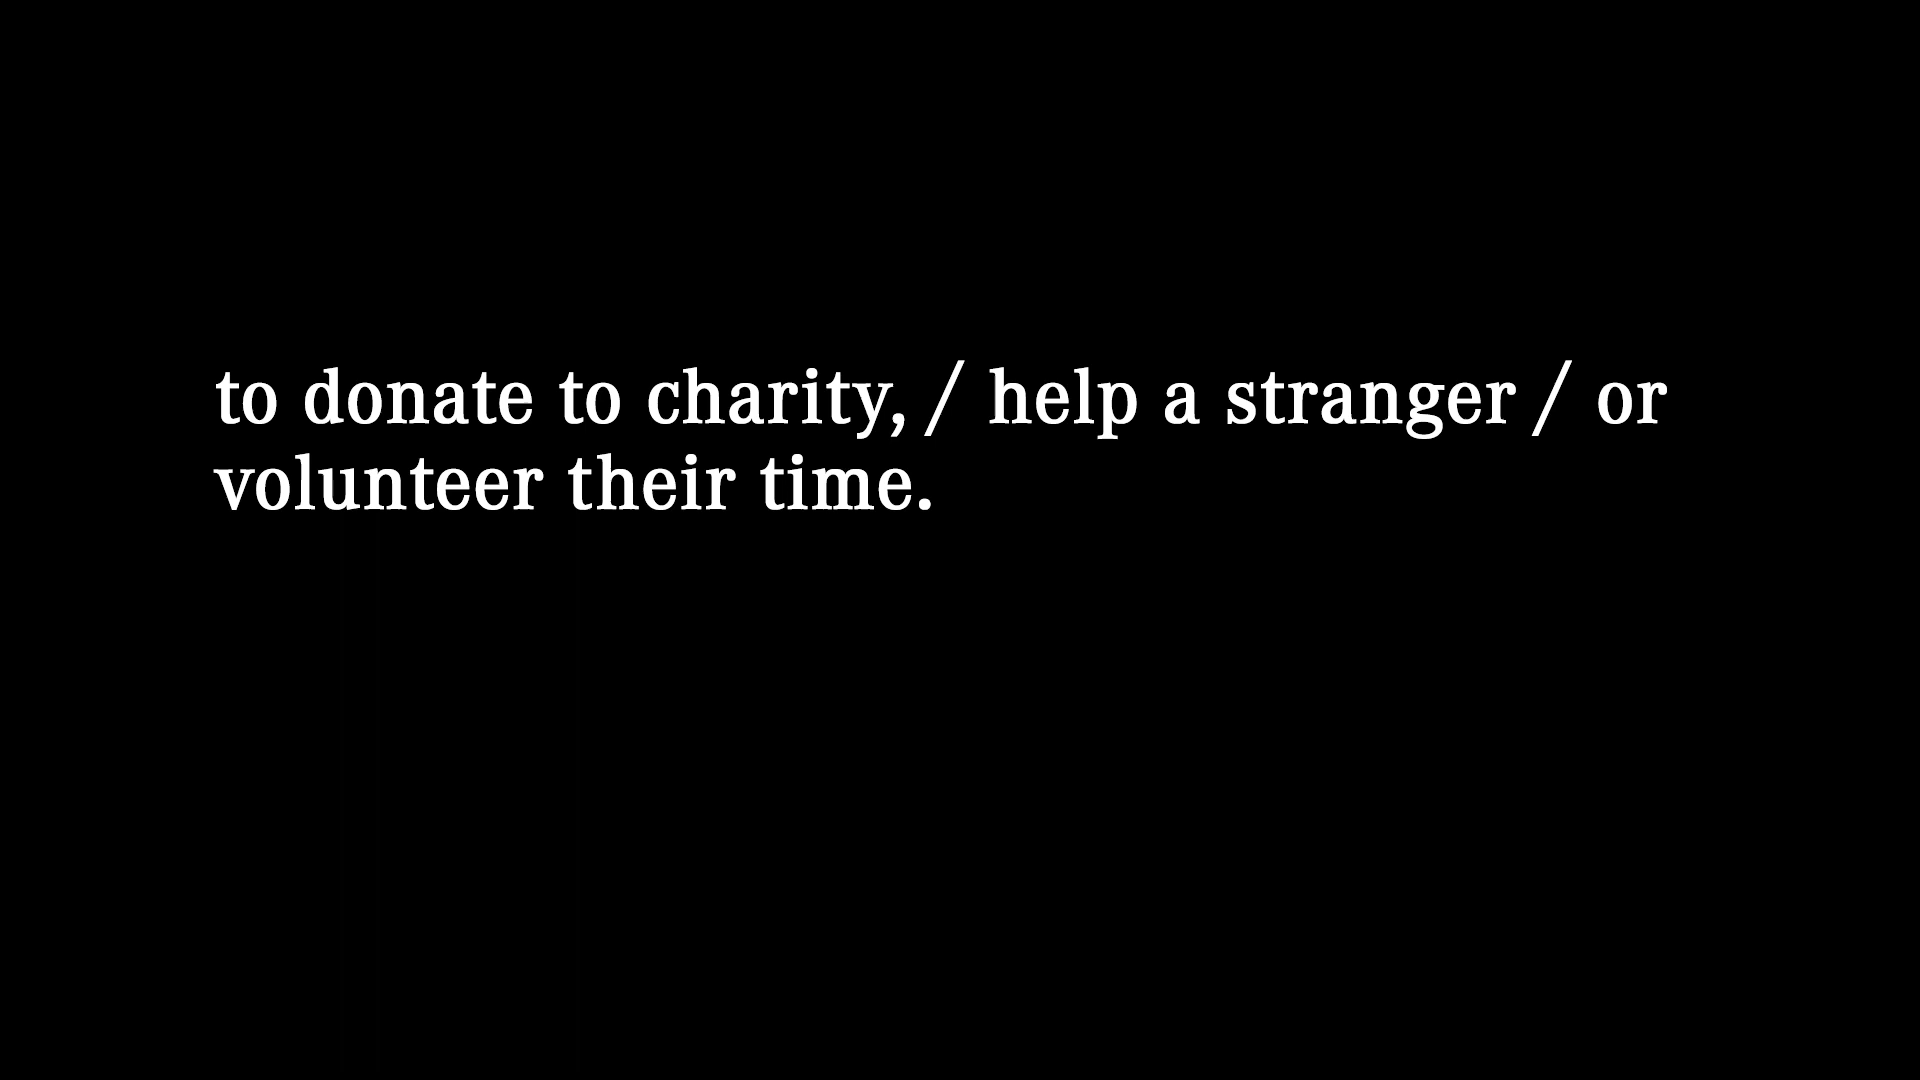 to donate to charity, / help a stranger / or
volunteer their time.